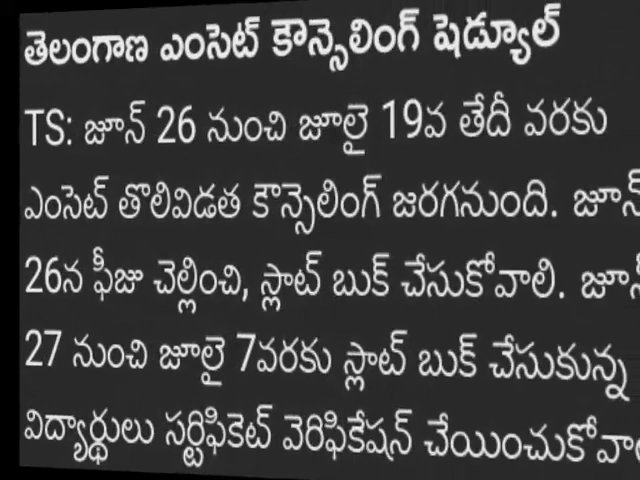 తెలంగాణ ఎంసెట్ కౌన్సెలింగ్ షెడ్యూల్
TS: జూన్ 26 నుంచి జూలై 19వ తేదీ వరకు
ఎంసెట్ తొలివిడత కౌన్సెలింగ్ జరగనుంది. జూన్
26న ఫీజు చెల్లించి, స్లాట్ బుక్ చేసుకోవాలి. జూన్
27 నుంచి జూలై 7వరకు స్లాట్ బుక్ చేసుకున్న
విద్యార్థులు సర్టిఫికెట్ వెరిఫికేషన్